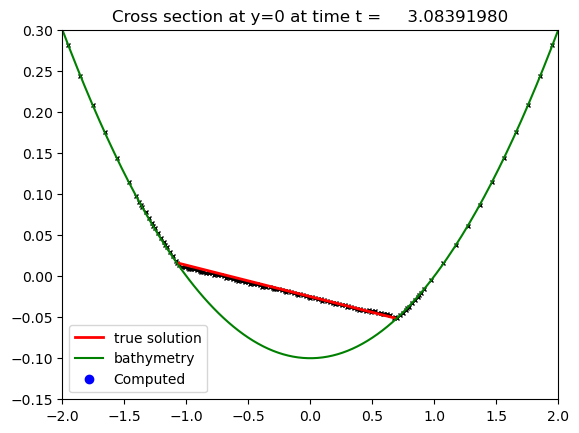 Cross section at y=0 at time t =     3.08391980
0.30
0.25
0.20
0.15
0.10
0.05
0.00
−0.05
−0.10
−0.15
true solution
bathymetry
Computed
−2.0 −1.5 −1.0 −0.5 0.0 0.5 1.0 1.5 2.0